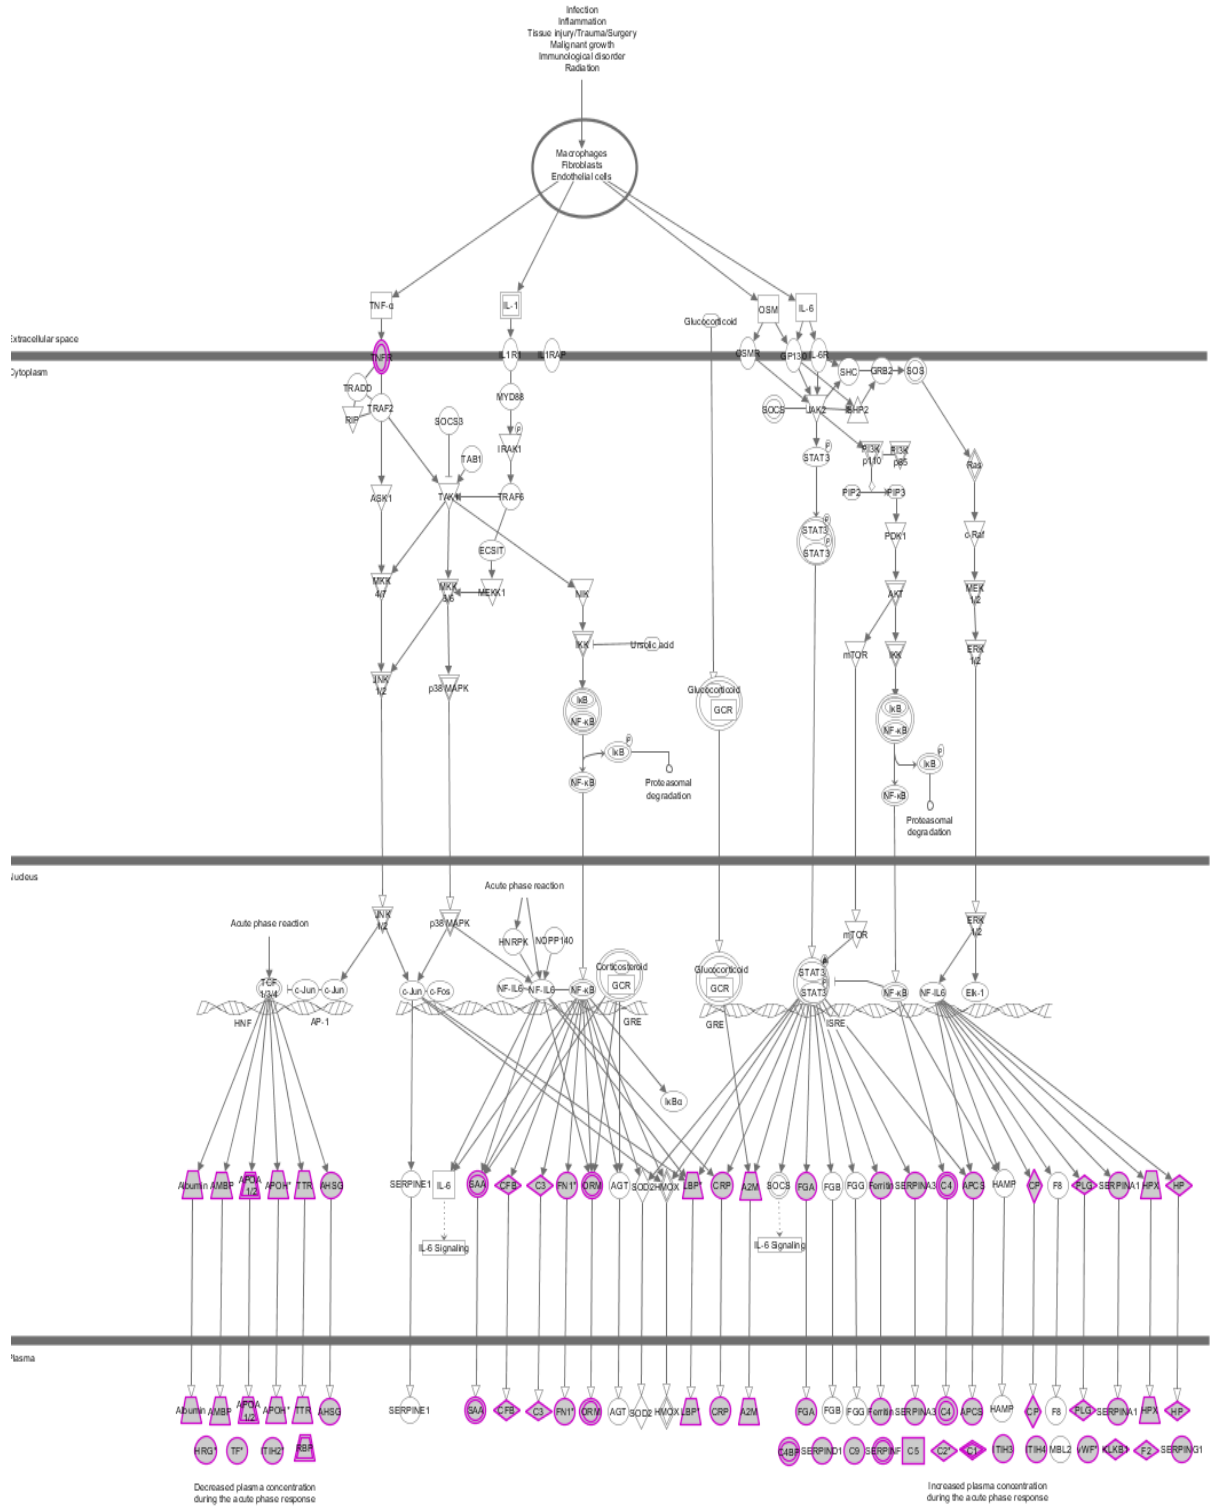 Infection
Inflammation
Tissue injury/Trauma/Surgery
Malignant growth
Immunological disorder
Radiation
Macrophages
Fibroblasts
Endothelial cells
TNF-α
IL-1
OSM
IL-6
Glucocorticoid
Extracellular space
TNFR
IL1R1
IL1RAP
OSMR
GP130
IL-6R
Cytoplasm
SHC
GRB2
SOS
TRADD
MYD88
TRAF2
RIP
SOCS
JAK2
SHP2
SOCS3
P
IRAK1
P
STAT3
PI3K
p110
PI3K
p85
TAB1
Ras
ASK1
TAK1
TRAF6
PIP2
PIP3
P
STAT3
P
STAT3
PDK1
c-Raf
ECSIT
MKK
4/7
MKK
3/6
MEKK1
NIK
AKT
MEK
1/2
IKK
Ursolic acid
mTOR
IKK
ERK
1/2
JNK
1/2
p38 MAPK
Glucocorticoid
GCR
IκB
NF-κB
IκB
NF-κB
P
IκB
P
IκB
NF-κB
Proteasomal
degradation
NF-κB
Proteasomal
degradation
Nucleus
Acute phase reaction
Acute phase reaction
JNK
1/2
p38 MAPK
HNRPK
NOPP140
mTOR
ERK
1/2
Corticosteroid
GCR
Glucocorticoid
GCR
STAT3
P
STAT3
TCF
1/3/4
c-Jun
c-Jun
c-Jun
c-Fos
NF-IL6
NF-IL6
NF-κB
NF-κB
NF-IL6
Elk-1
HNF
AP-1
GRE
GRE
ISRE
IκBα
Albumin
AMBP
APOA
1/2
APOH*
TTR
AHSG
SERPINE1
IL-6
SAA
CFB
C3
FN1*
ORM
AGT
SOD2
HMOX
LBP*
CRP
A2M
SOCS
FGA
FGB
FGG
Ferritin
SERPINA3
C4
APCS
HAMP
CP
F8
PLG
SERPINA1
HPX
HP
IL-6 Signaling
IL-6 Signaling
Plasma
Albumin
AMBP
APOA
1/2
APOH*
TTR
AHSG
SERPINE1
SAA
CFB
C3
FN1*
ORM
AGT
SOD2
HMOX
LBP*
CRP
A2M
FGA
FGB
FGG
Ferritin
SERPINA3
C4
APCS
HAMP
CP
F8
PLG
SERPINA1
HPX
HP
HRG*
TF*
ITIH2*
RBP
C4BP
SERPIND1
C9
SERPINF
C5
C2*
C1
ITIH3
ITIH4
MBL2
vWF*
KLKB1
F2
SERPING1
Decreased plasma concentration
during the acute phase response
Increased plasma concentration
during the acute phase response